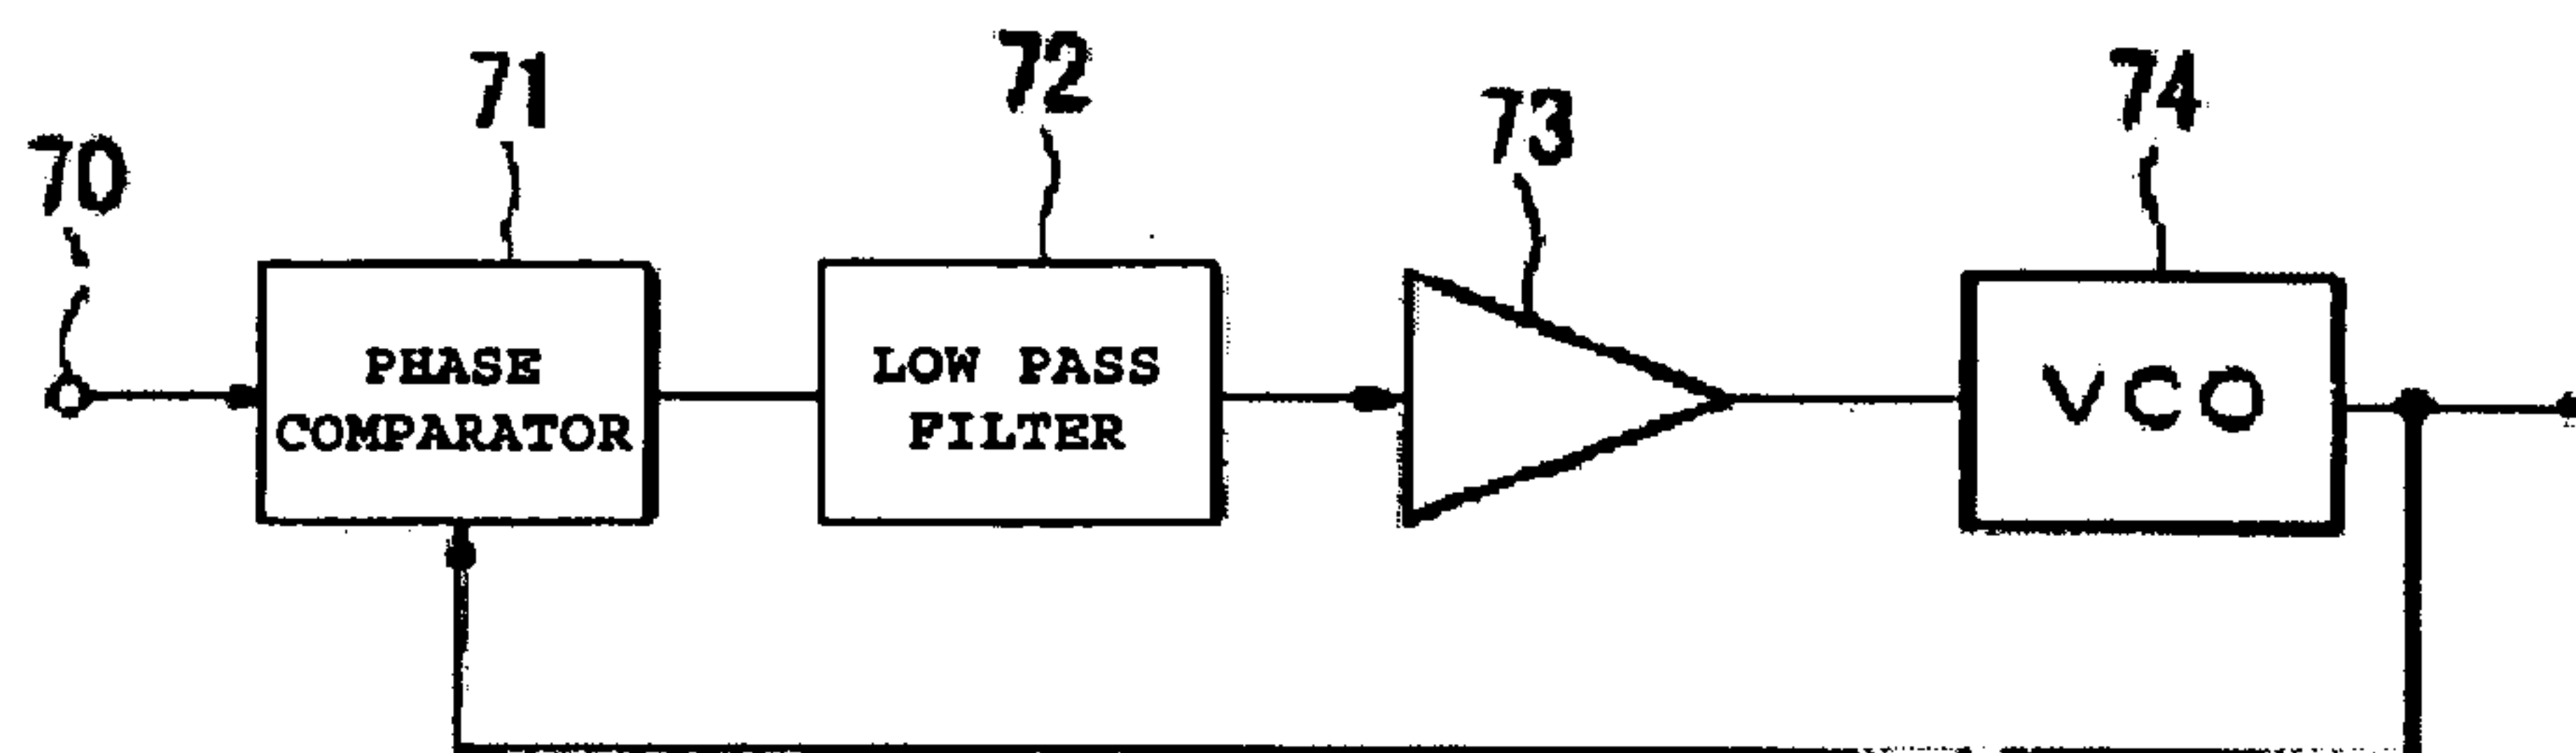 70
71
72
73
74
PHASE
COMPARATOR
LOW PASS
FILTER
VCO